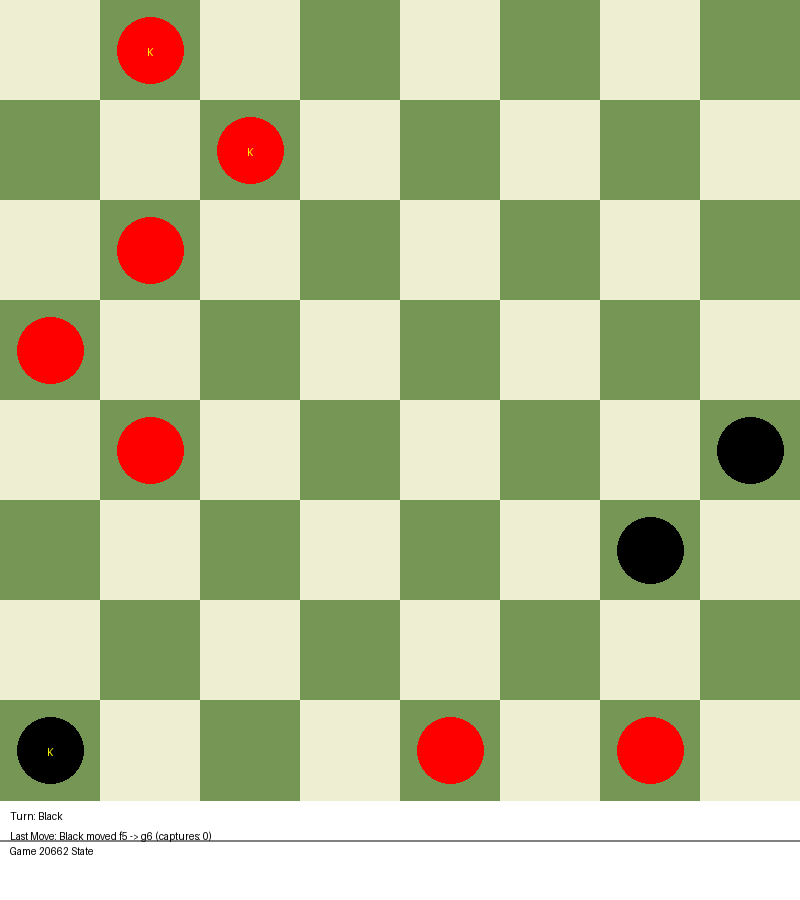 K
K
K
Turn: Black
Last Move: Black moved f5 -> g6 (captures: 0)
Game 20662 State